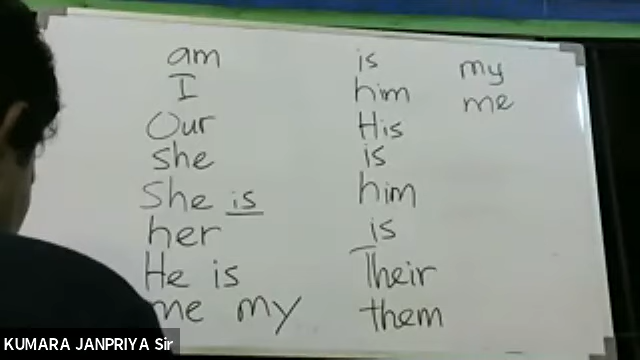 am
I
Our
she
She is
her
He is
me my
is
him
His
is
him
is
Their
them
my
me
KUMARA JANPRIYA Sir